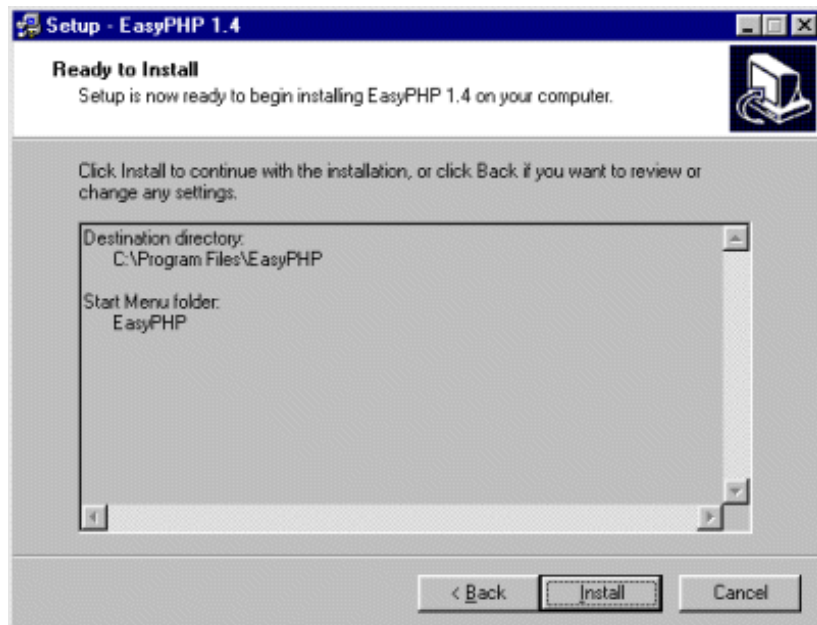 Setup - EasyPHP 1.4
Ready to Install
Setup is now ready to begin installing EasyPHP 1.4 on your computer.
Click Install to continue with the installation, or click Back if you want to review or
change any settings.
Destination directory:
C:\Program Files\EasyPHP
Start Menu folder:
EasyPHP
< Back
Install
Cancel